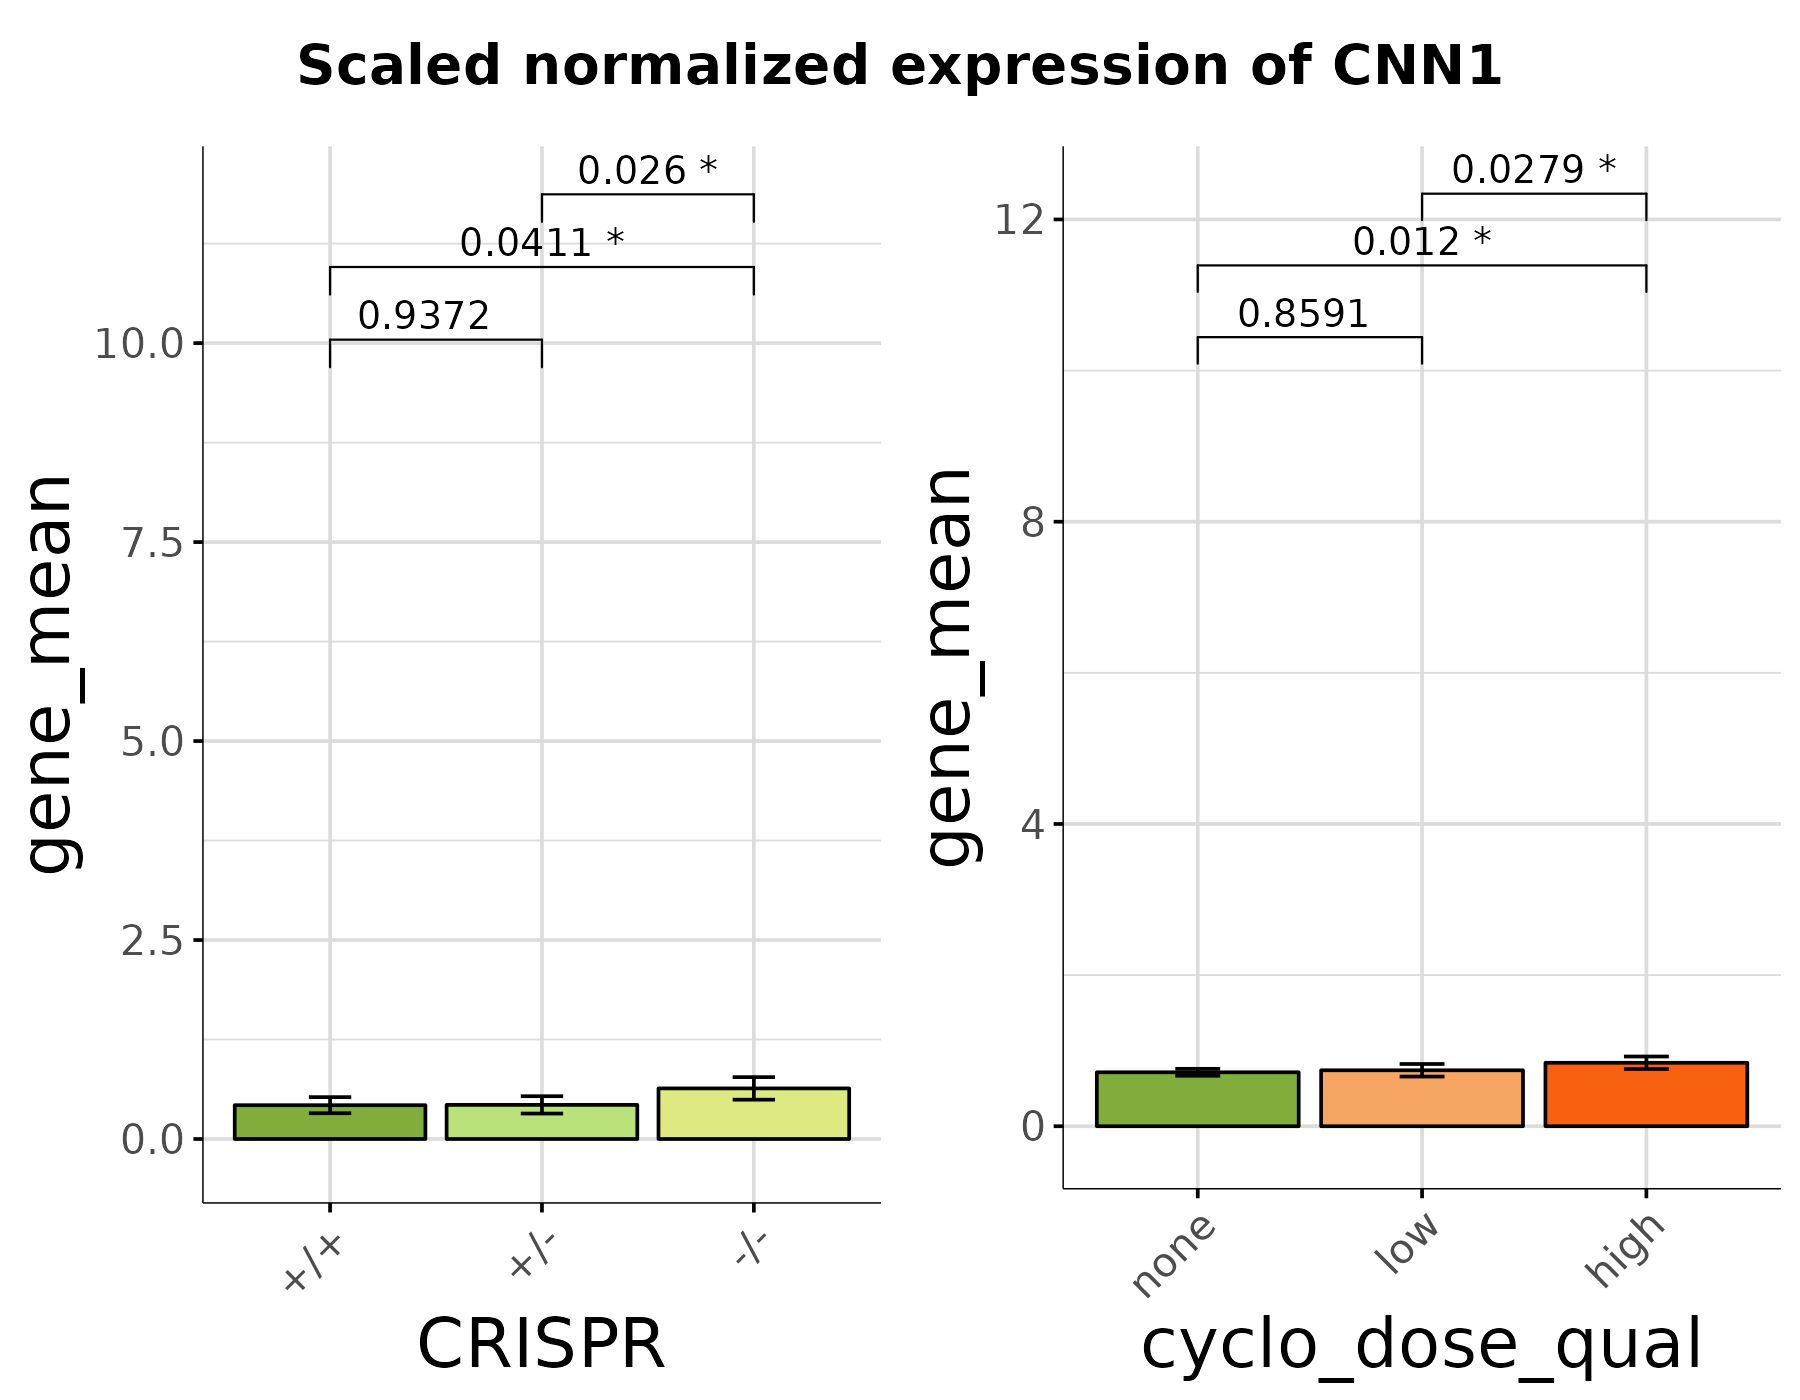 Scaled normalized expression of CNN1
gene_mean
10.0
7.5
5.0
2.5
0.0
0.026 *
0.0411 *
0.9372
+/+
+/-
-/-
CRISPR
gene_mean
12
8
4
0
0.0279 *
0.012 *
0.8591
none
low
high
cyclo_dose_qual